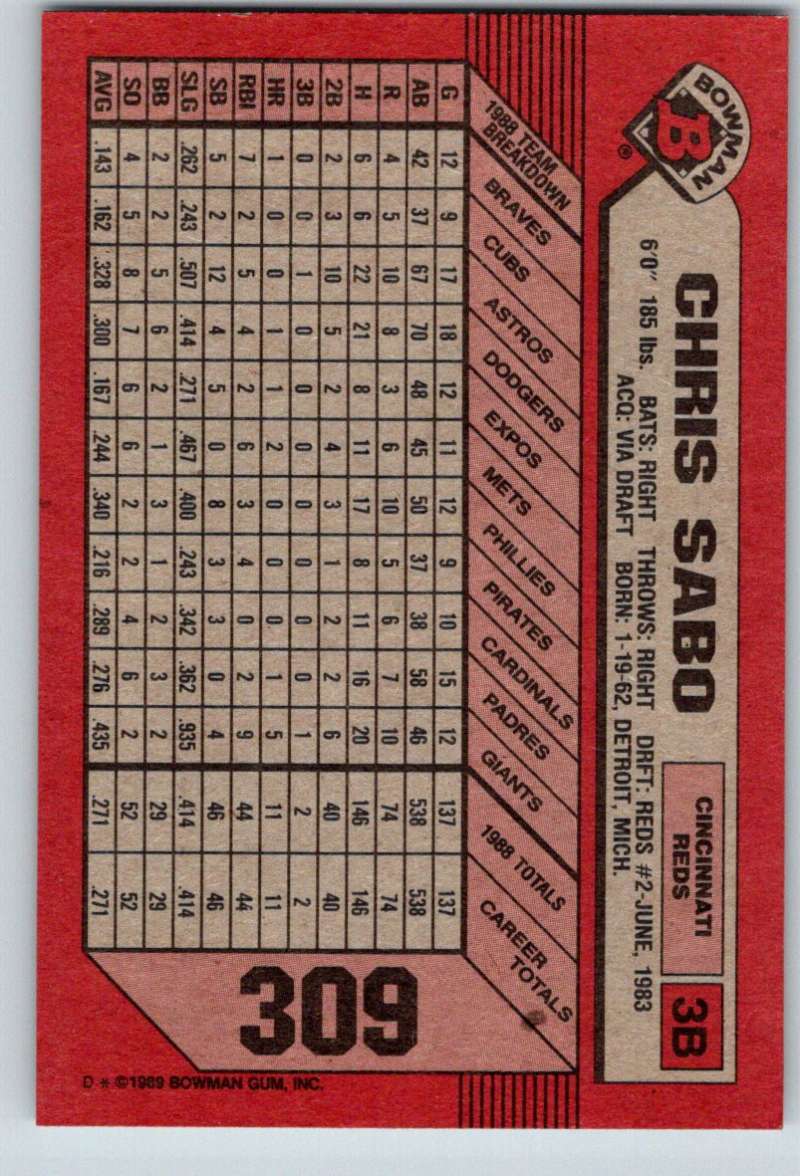 BOWMAN
B
®
CHRIS SABO
CINCINNATI
REDS
3B
6'0" 185 lbs. BATS: RIGHT THROWS: RIGHT DRFT: REDS #2-JUNE, 1983
ACQ: VIA DRAFT BORN: 1-19-62, DETROIT, MICH.
1988 TEAM BREAKDOWN BRAVES CUBS ASTROS DODGERS EXPOS METS PHILLIES PIRATES CARDINALS PADRES GIANTS 1988 TOTALS CAREER TOTALS
G 12 9 17 18 12 11 12 9 10 15 12 137 137
AB 42 37 67 70 48 45 50 37 38 58 46 538 538
R 4 5 10 8 3 6 10 5 6 7 10 74 74
H 6 6 22 21 8 11 17 8 11 16 20 146 146
2B 2 3 10 5 2 4 3 1 2 2 6 40 40
3B 0 0 1 0 0 0 0 0 0 0 1 2 2
HR 1 0 0 1 1 2 0 0 0 1 5 11 11
RBI 7 2 5 4 2 6 3 4 0 2 9 44 44
SB 5 2 12 4 5 0 8 3 3 0 4 46 46
SLG .262 .243 .507 .414 .271 .467 .400 .243 .342 .362 .935 .414 .414
BB 2 2 5 6 2 1 3 1 2 3 2 29 29
SO 4 5 8 7 6 6 2 2 4 6 2 52 52
AVG .143 .162 .328 .300 .167 .244 .340 .216 .289 .276 .435 .271 .271
309
D * ©1989 BOWMAN GUM, INC.